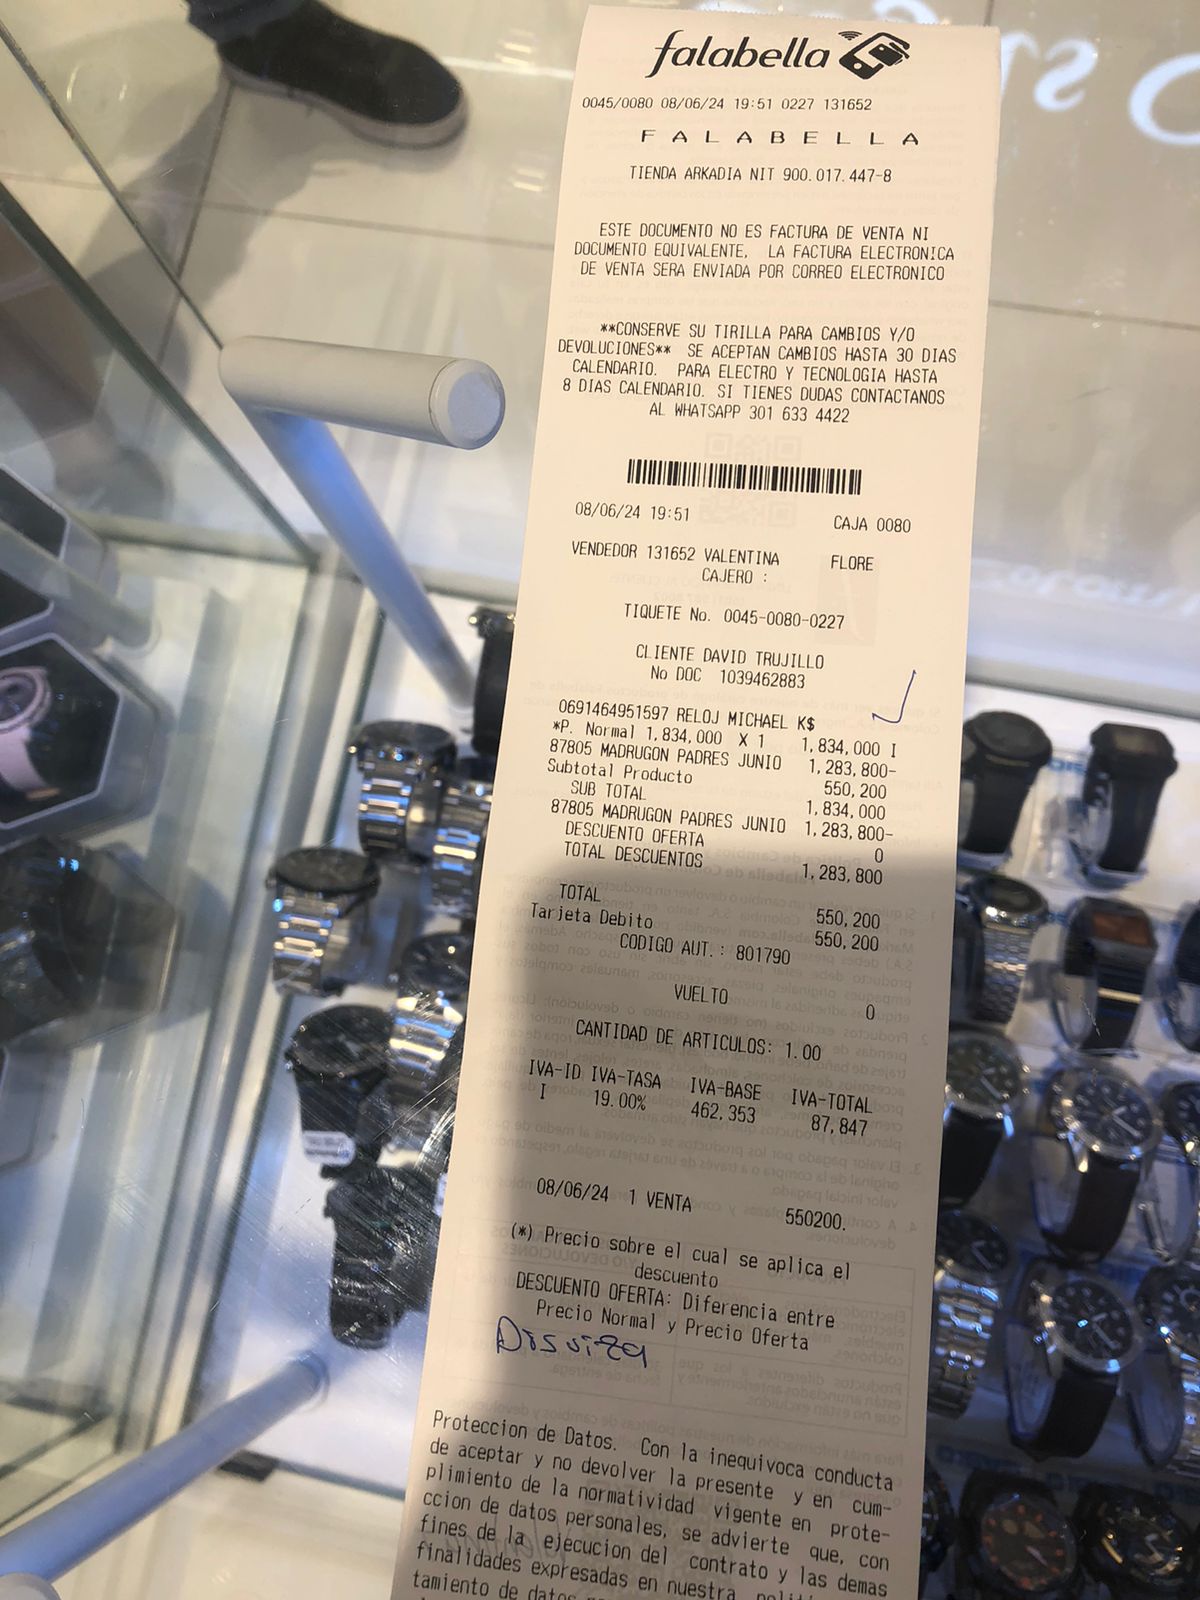 falabella
0045/0080 08/06/24 19:51 0227 131652
F A L A B E L L A
TIENDA ARKADIA NIT 900.017.447-8
ESTE DOCUMENTO NO ES FACTURA DE VENTA NI
DOCUMENTO EQUIVALENTE, LA FACTURA ELECTRONICA
DE VENTA SERA ENVIADA POR CORREO ELECTRONICO
**CONSERVE SU TIRILLA PARA CAMBIOS Y/O
DEVOLUCIONES** SE ACEPTAN CAMBIOS HASTA 30 DIAS
CALENDARIO. PARA ELECTRO Y TECNOLOGIA HASTA
8 DIAS CALENDARIO. SI TIENES DUDAS CONTACTANOS
AL WHATSAPP 301 633 4422
08/06/24 19:51 CAJA 0080
VENDEDOR 131652 VALENTINA FLORE
CAJERO :
TIQUETE No. 0045-0080-0227
CLIENTE DAVID TRUJILLO
No DOC 1039462883
0691464951597 RELOJ MICHAEL K$
*P. Normal 1,834,000 X 1 1,834,000 I
87805 MADRUGON PADRES JUNIO 1,283,800-
Subtotal Producto 550,200
SUB TOTAL 1,834,000
87805 MADRUGON PADRES JUNIO 1,283,800-
DESCUENTO OFERTA 0
TOTAL DESCUENTOS 1,283,800
TOTAL 550,200
Tarjeta Debito 550,200
CODIGO AUT. : 801790
VUELTO 0
CANTIDAD DE ARTICULOS: 1.00
IVA-ID IVA-TASA IVA-BASE IVA-TOTAL
I 19.00% 462,353 87,847
08/06/24 1 VENTA 550200.
(*) Precio sobre el cual se aplica el
descuento
DESCUENTO OFERTA: Diferencia entre
Precio Normal y Precio Oferta
Proteccion de Datos. Con la inequivoca conducta
de aceptar y no devolver la presente y en cum-
plimiento de la normatividad vigente en prote-
ccion de datos personales, se advierte que, con
fines de la ejecucion del contrato y las demas
finalidades expresadas en nuestra
tamiento de datos